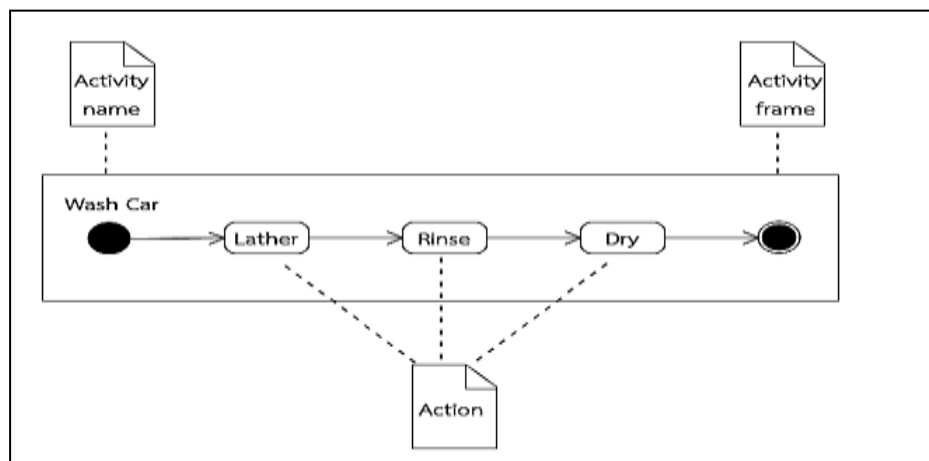 Activity
name
Activity
frame
Wash Car
Lather
Rinse
Dry
Action